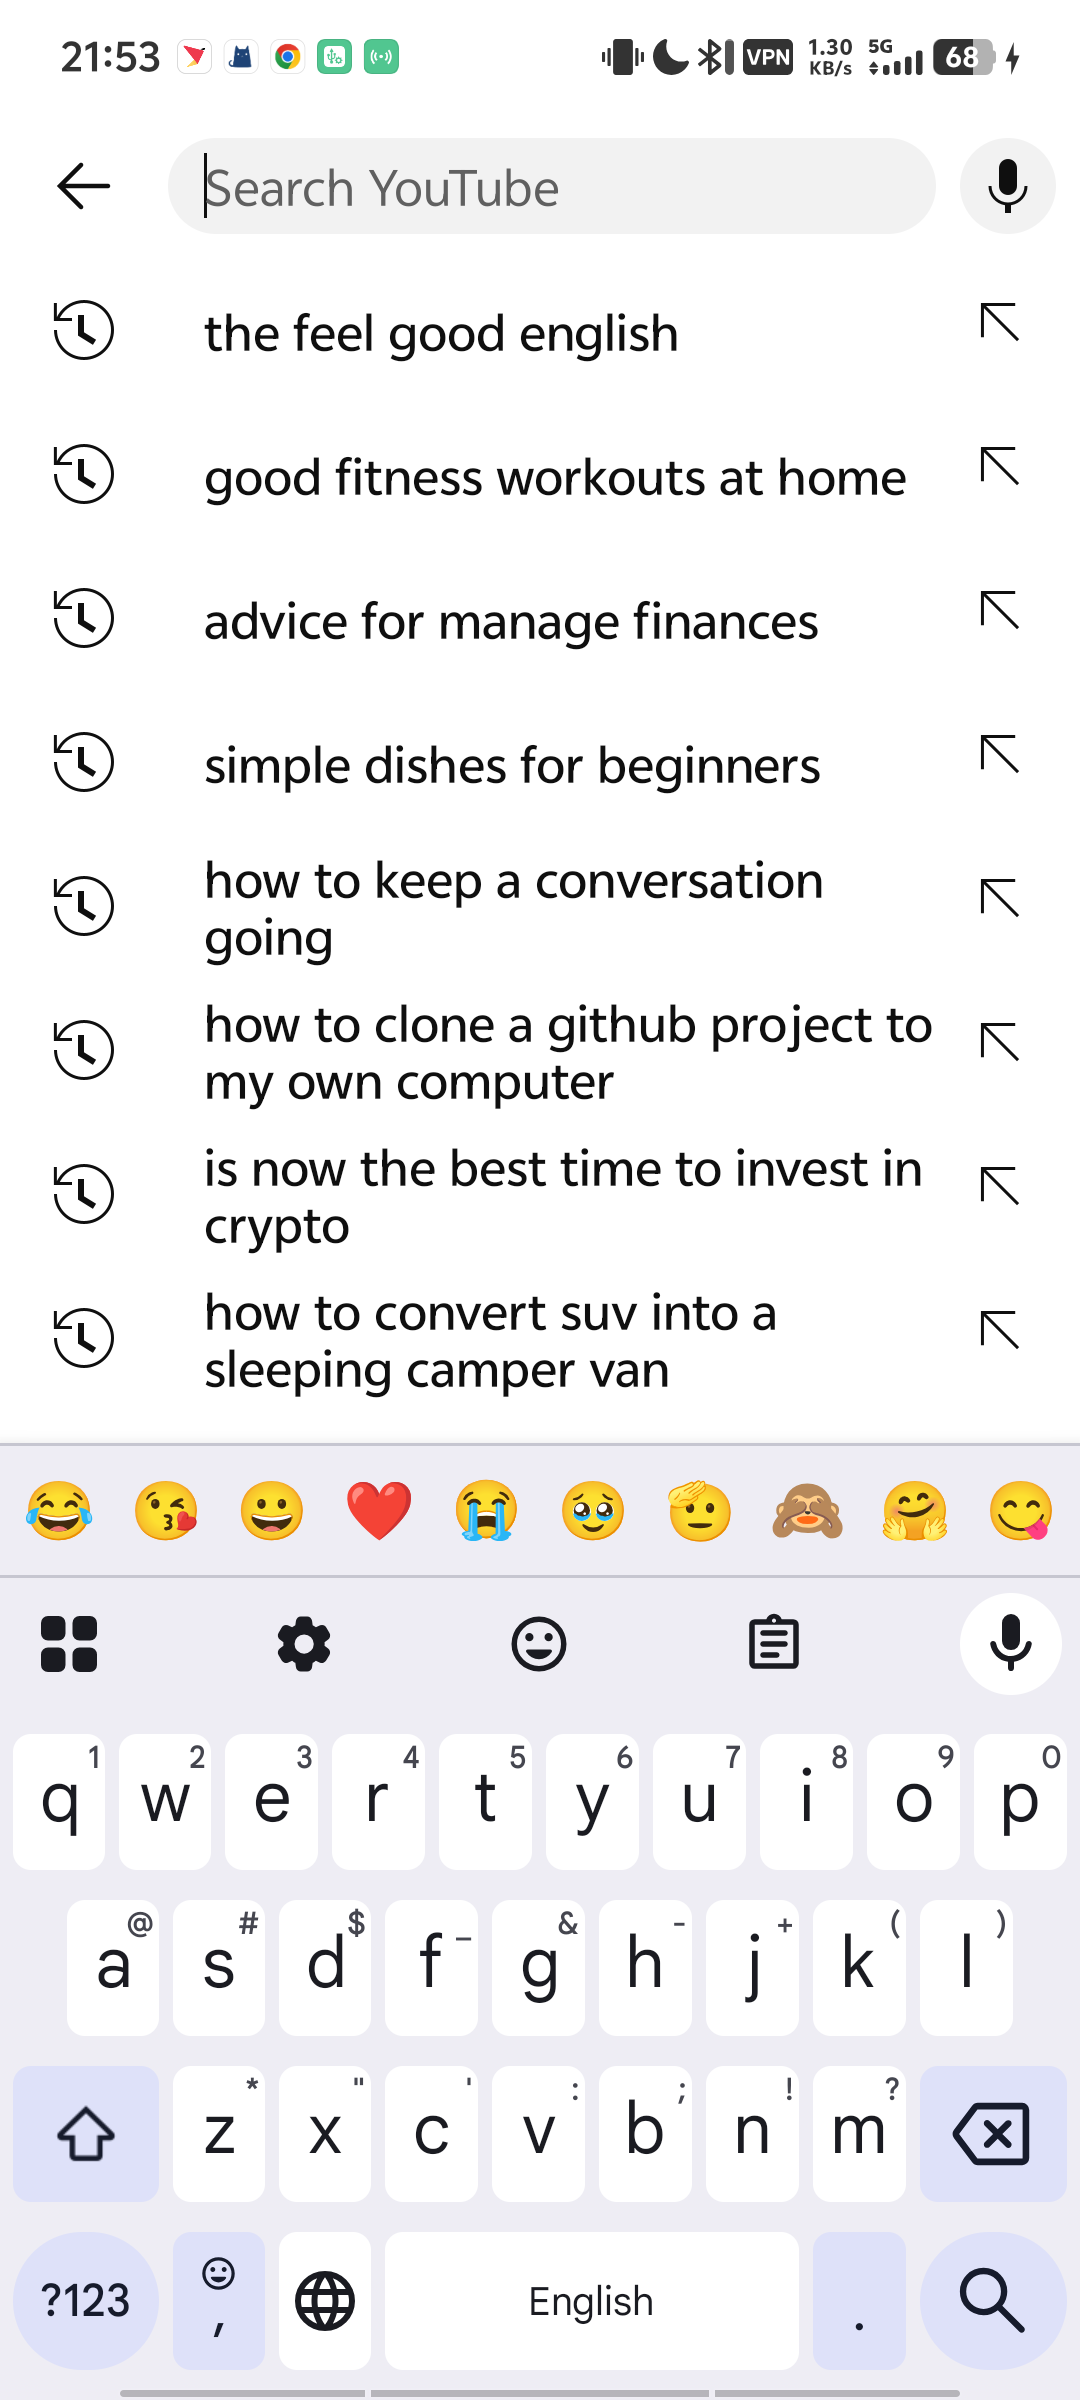 21:53 VPN 1.30 KB/s 5G 68
Search YouTube
the feel good english
good fitness workouts at home
advice for manage finances
simple dishes for beginners
how to keep a conversation
going
how to clone a github project to
my own computer
is now the best time to invest in
crypto
how to convert suv into a
sleeping camper van
1 2 3 4 5 6 7 8 9 0
q w e r t y u i o p
@ # $ _ & - + ( )
a s d f g h j k l
* " ' : ; ! ?
z x c v b n m
?123 , English .